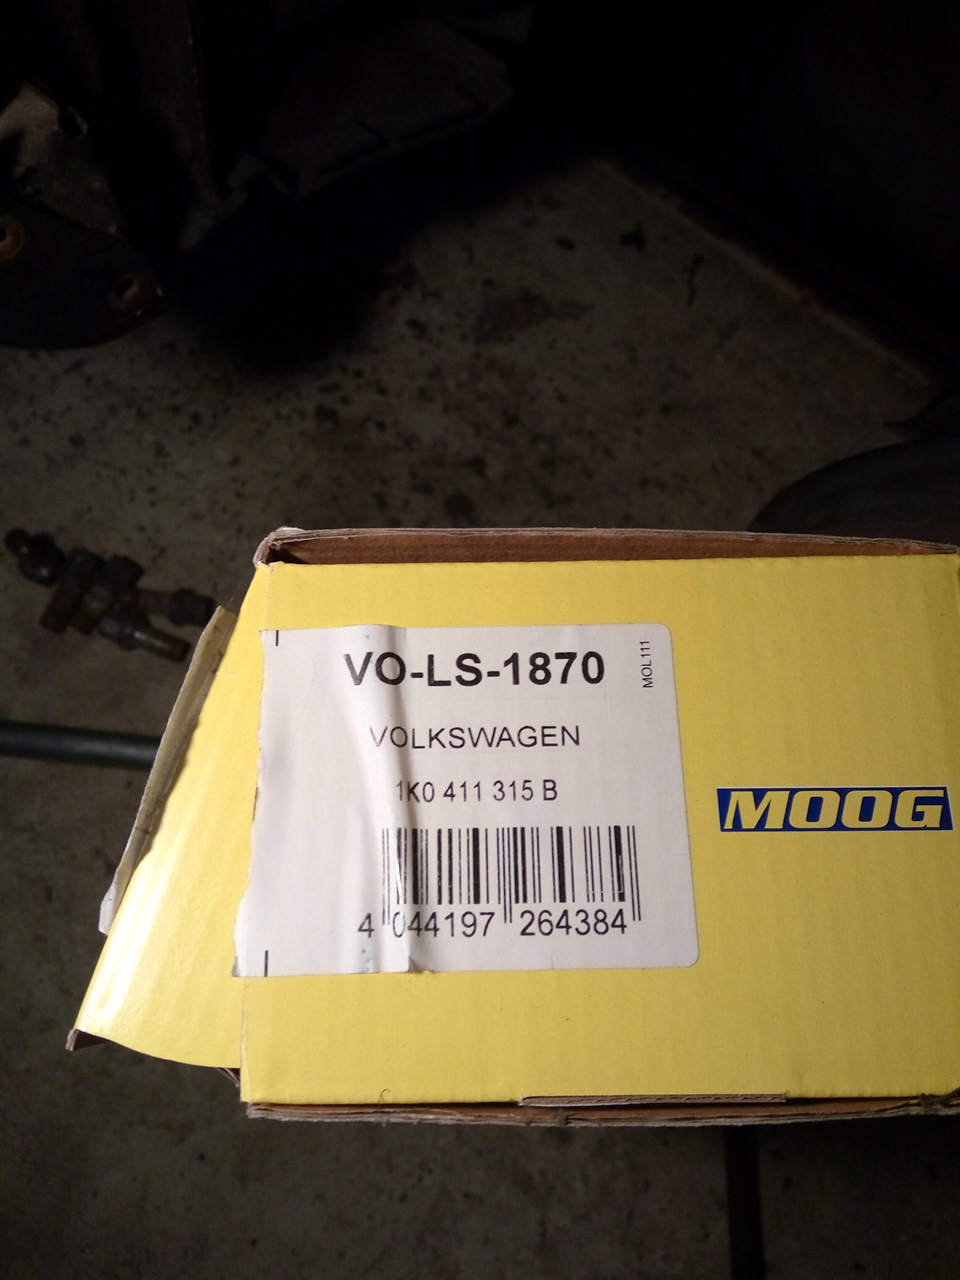 VO-LS-1870
MOL111
VOLKSWAGEN
1K0 411 315 B
MOOG
4 044197 264384